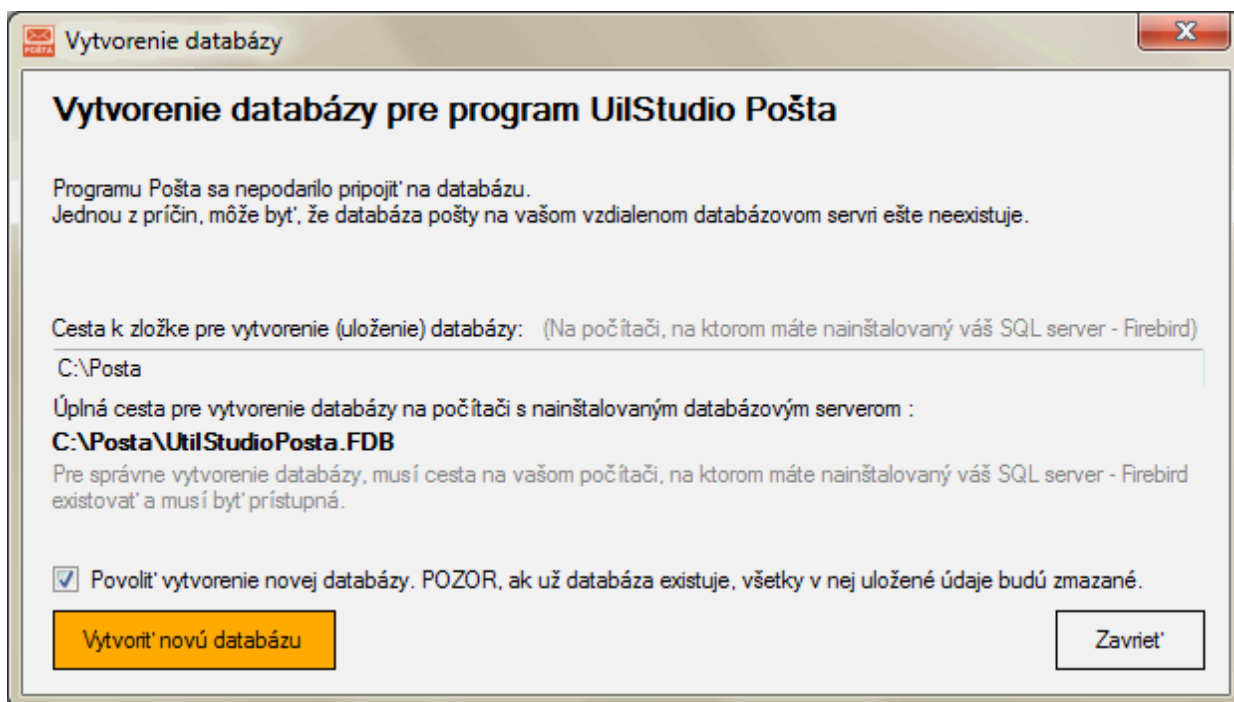 POŠTA
Vytvorenie databázy
Vytvorenie databázy pre program UilStudio Pošta
Programu Pošta sa nepodarilo pripojiť na databázu.
Jednou z príčin, môže byť, že databáza pošty na vašom vzdialenom databázovom servri ešte neexistuje.
Cesta k zložke pre vytvorenie (uloženie) databázy: (Na počítači, na ktorom máte nainštalovaný váš SQL server - Firebird)
C:\Posta
Úplná cesta pre vytvorenie databázy na počítači s nainštalovaným databázovým serverom :
C:\Posta\UtilStudioPosta.FDB
Pre správne vytvorenie databázy, musí cesta na vašom počítači, na ktorom máte nainštalovaný váš SQL server - Firebird
existovať a musí byť prístupná.
Povoliť vytvorenie novej databázy. POZOR, ak už databáza existuje, všetky v nej uložené údaje budú zmazané.
Vytvoriť novú databázu
Zavrieť